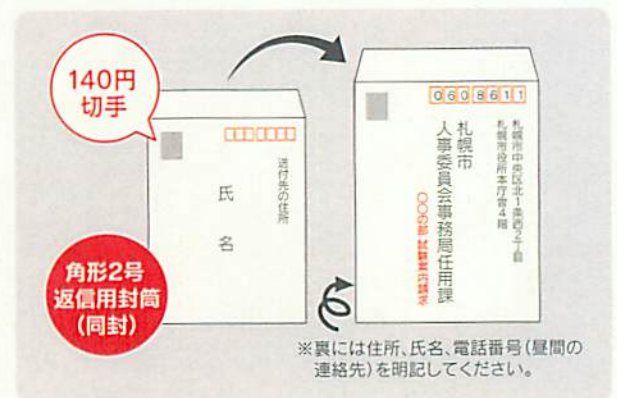 140円
切手
送付先の住所
氏名
角形2号
返信用封筒
(同封)
0608611
札幌市中央区北1条西2丁目
札幌市役所本庁舎4階
札幌市
人事委員会事務局任用課
〇〇の部 試験案内請求
※裏には住所、氏名、電話番号(昼間の
連絡先)を明記してください。